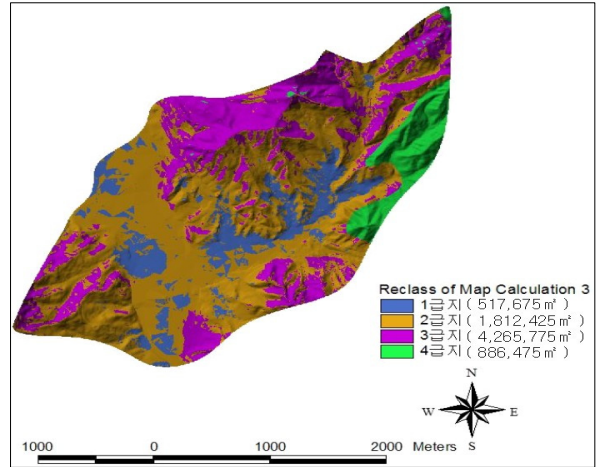 Reclass of Map Calculation 3
1급지 ( 517,675㎡ )
2급지 ( 1,812,425㎡ )
3급지 ( 4,265,775㎡ )
4급지 ( 886,475㎡ )
N
W E
S
1000 0 1000 2000 Meters